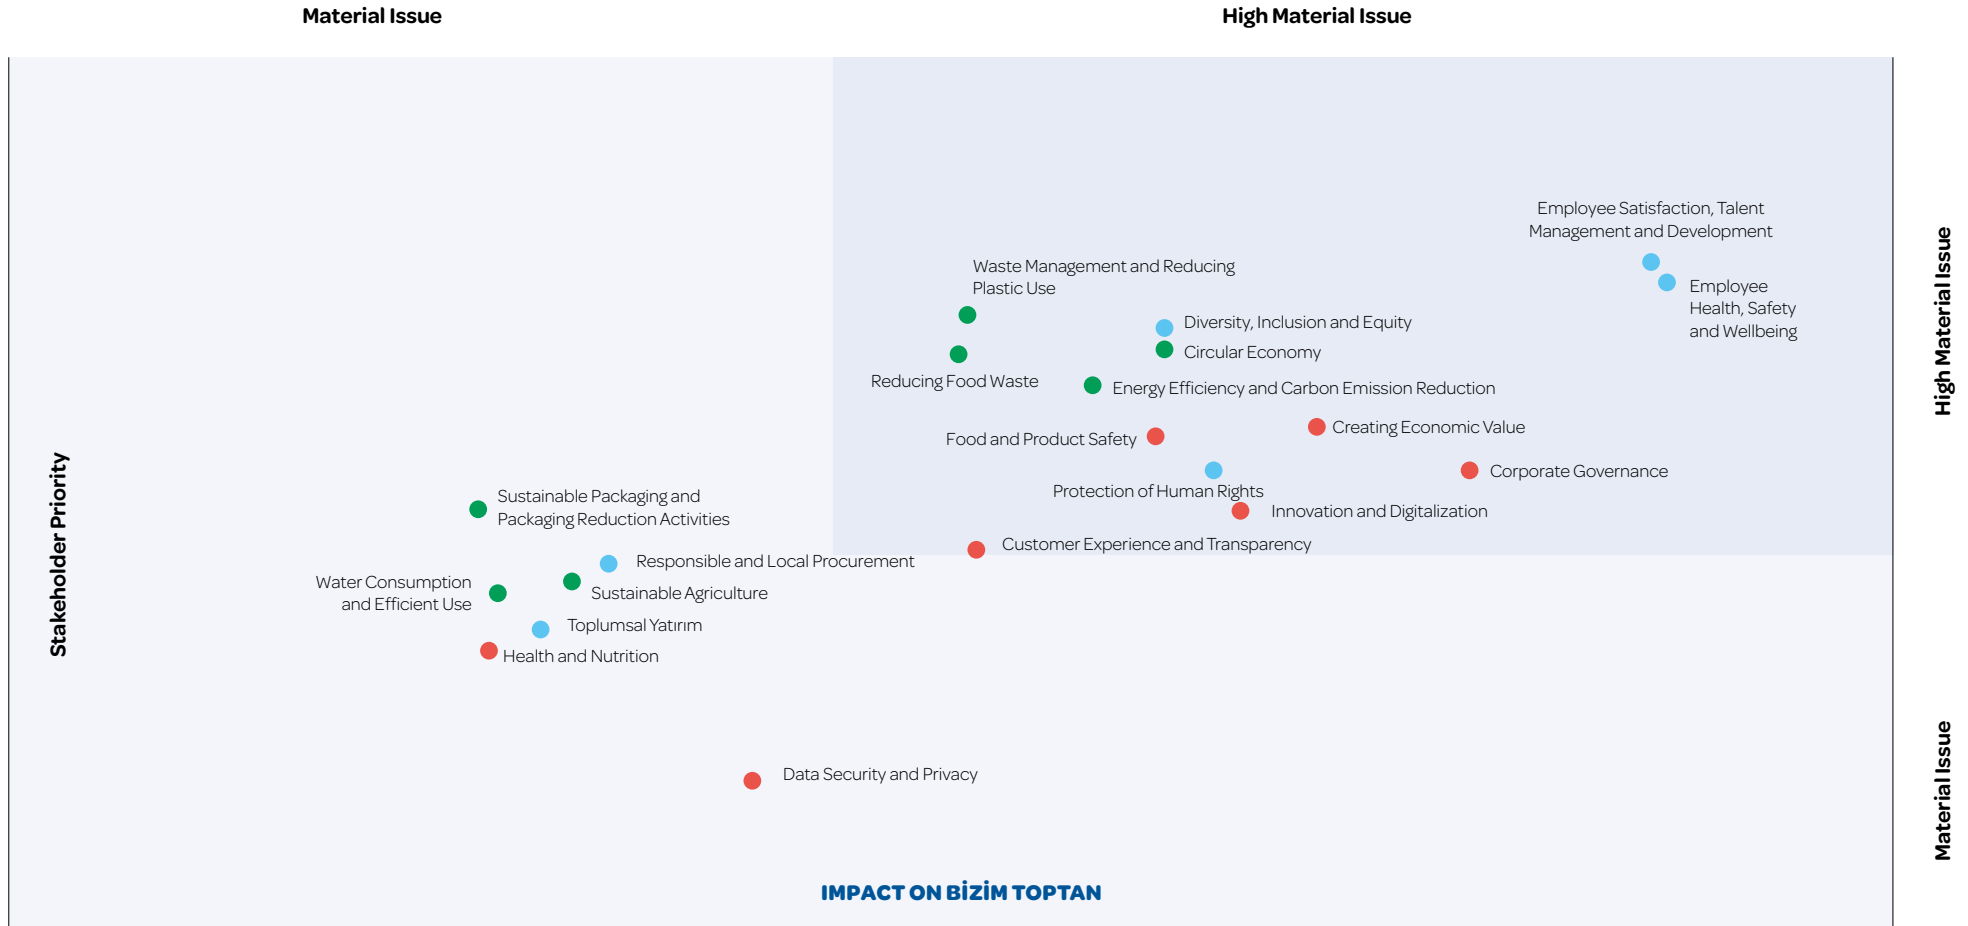 Material Issue
High Material Issue
Employee Satisfaction, Talent
Management and Development
Employee
Health, Safety
and Wellbeing
Waste Management and Reducing
Plastic Use
Diversity, Inclusion and Equity
Circular Economy
Reducing Food Waste
Energy Efficiency and Carbon Emission Reduction
Creating Economic Value
Food and Product Safety
Corporate Governance
Protection of Human Rights
Innovation and Digitalization
Customer Experience and Transparency
Sustainable Packaging and
Packaging Reduction Activities
Responsible and Local Procurement
Water Consumption
and Efficient Use
Sustainable Agriculture
Toplumsal Yatırım
Health and Nutrition
Data Security and Privacy
Stakeholder Priority
High Material Issue
Material Issue
IMPACT ON BİZİM TOPTAN